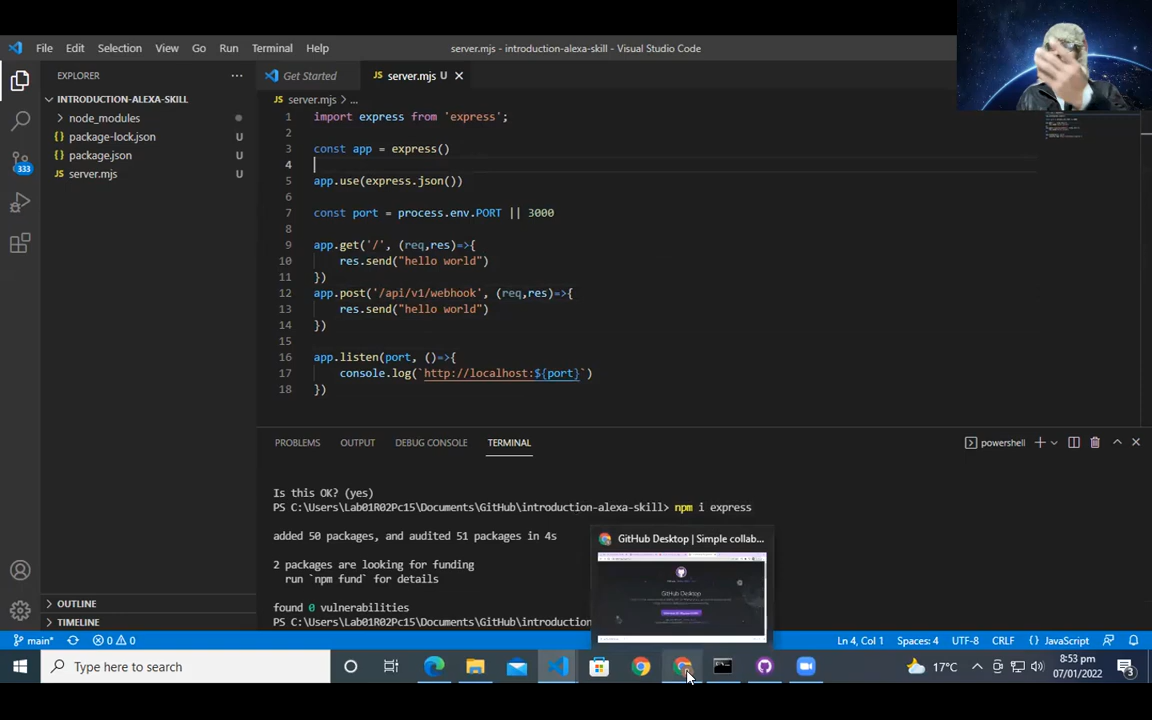 File Edit Selection View Go Run Terminal Help
server.mjs - introduction-alexa-skill - Visual Studio Code
EXPLORER
INTRODUCTION-ALEXA-SKILL
node_modules
package-lock.json U
package.json U
server.mjs U
333
OUTLINE
TIMELINE
Get Started
server.mjs U
server.mjs > ...
1 import express from 'express';
2
3 const app = express()
4
5 app.use(express.json())
6
7 const port = process.env.PORT || 3000
8
9 app.get('/', (req,res)=>{
10 res.send("hello world")
11 })
12 app.post('/api/v1/webhook', (req,res)=>{
13 res.send("hello world")
14 })
15
16 app.listen(port, ()=>{
17 console.log(`http://localhost:${port}`)
18 })
PROBLEMS OUTPUT DEBUG CONSOLE TERMINAL
powershell
Is this OK? (yes)
PS C:\Users\Lab01R02Pc15\Documents\GitHub\introduction-alexa-skill> npm i express
added 50 packages, and audited 51 packages in 4s
2 packages are looking for funding
run `npm fund` for details
found 0 vulnerabilities
PS C:\Users\Lab01R02Pc15\Documents\GitHub\introduction
GitHub Desktop | Simple collab...
GitHub Desktop
main* 0 0
Ln 4, Col 1 Spaces: 4 UTF-8 CRLF JavaScript
Type here to search
17°C
8:53 pm
07/01/2022
3